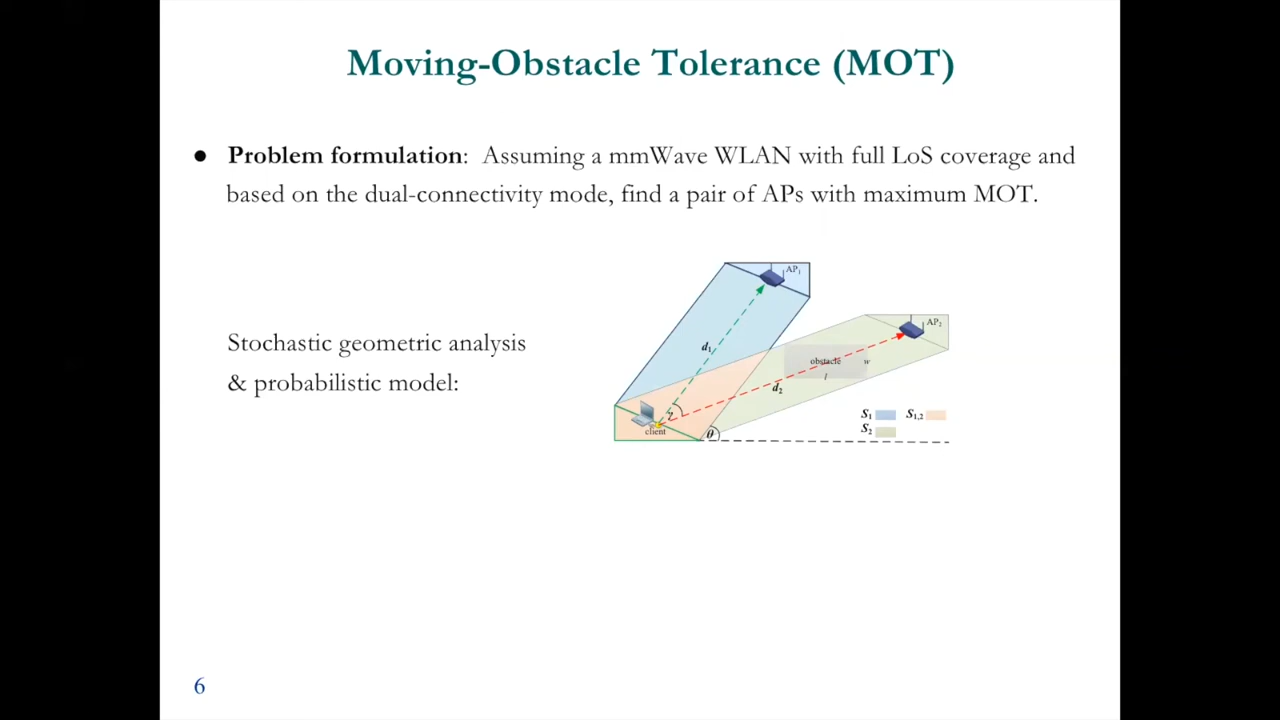 Moving-Obstacle Tolerance (MOT)
● Problem formulation: Assuming a mmWave WLAN with full LoS coverage and
based on the dual-connectivity mode, find a pair of APs with maximum MOT.
Stochastic geometric analysis
& probabilistic model:
AP1
AP2
d1
obstacle w
l
d2
client
θ
S1 S1,2
S2
6